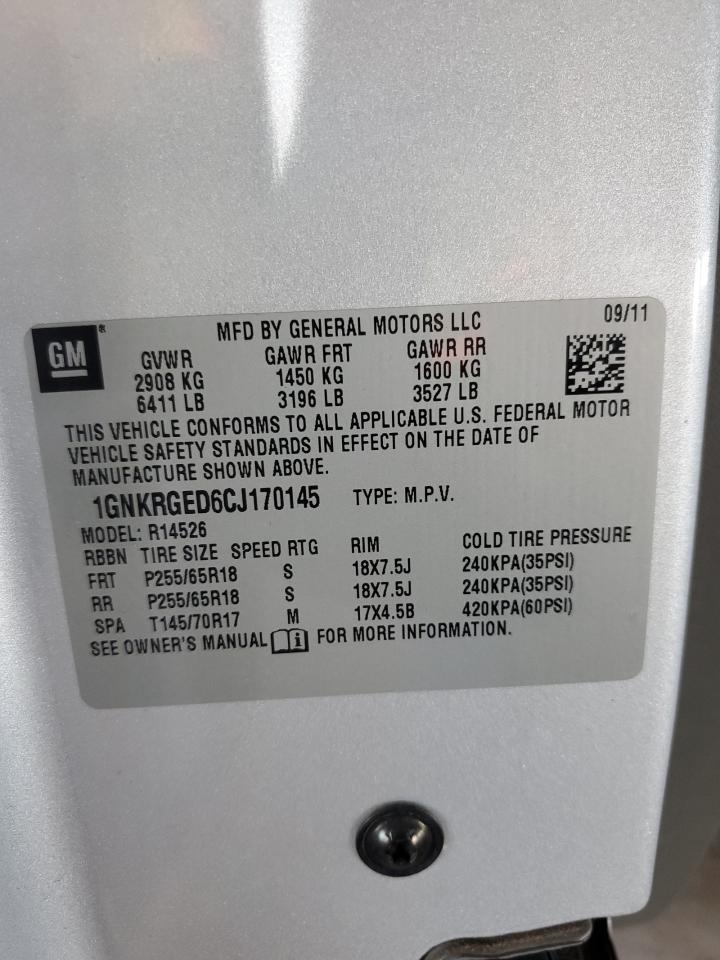 GM ® MFD BY GENERAL MOTORS LLC 09/11
GVWR GAWR FRT GAWR RR
2908 KG 1450 KG 1600 KG
6411 LB 3196 LB 3527 LB
THIS VEHICLE CONFORMS TO ALL APPLICABLE U.S. FEDERAL MOTOR
VEHICLE SAFETY STANDARDS IN EFFECT ON THE DATE OF
MANUFACTURE SHOWN ABOVE.
1GNKRGED6CJ170145 TYPE: M.P.V.
MODEL: R14526
RBBN TIRE SIZE SPEED RTG RIM COLD TIRE PRESSURE
FRT P255/65R18 S 18X7.5J 240KPA(35PSI)
RR P255/65R18 S 18X7.5J 240KPA(35PSI)
SPA T145/70R17 M 17X4.5B 420KPA(60PSI)
SEE OWNER'S MANUAL i FOR MORE INFORMATION.